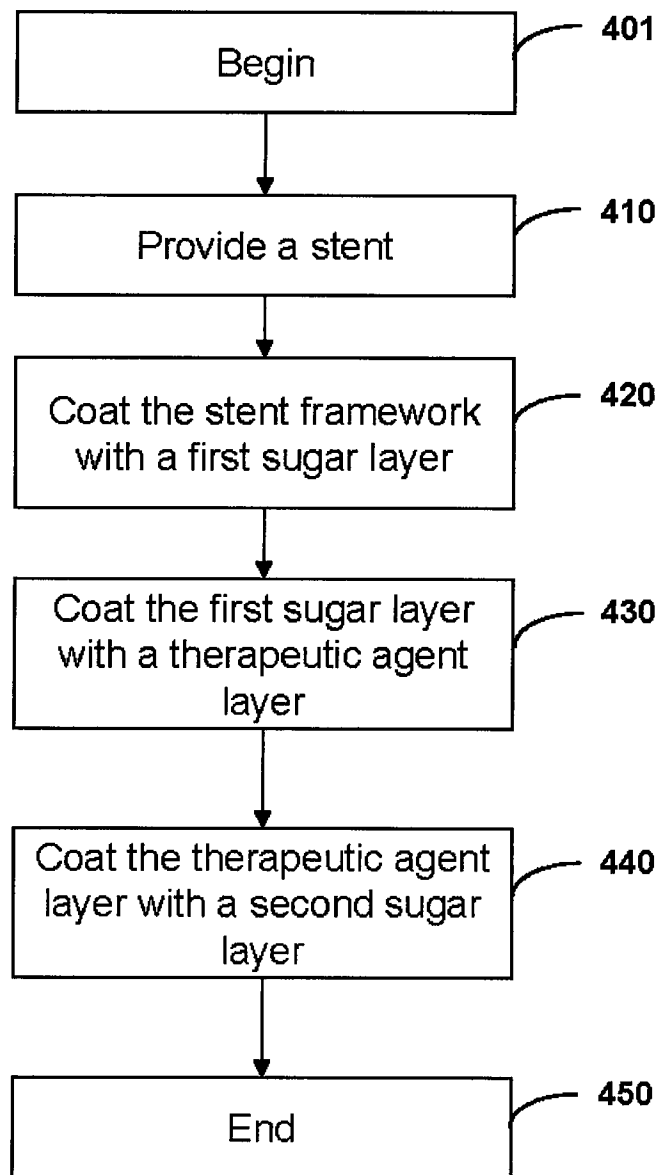 Begin
401
Provide a stent
410
Coat the stent framework
with a first sugar layer
420
Coat the first sugar layer
with a therapeutic agent
layer
430
Coat the therapeutic agent
layer with a second sugar
layer
440
End
450